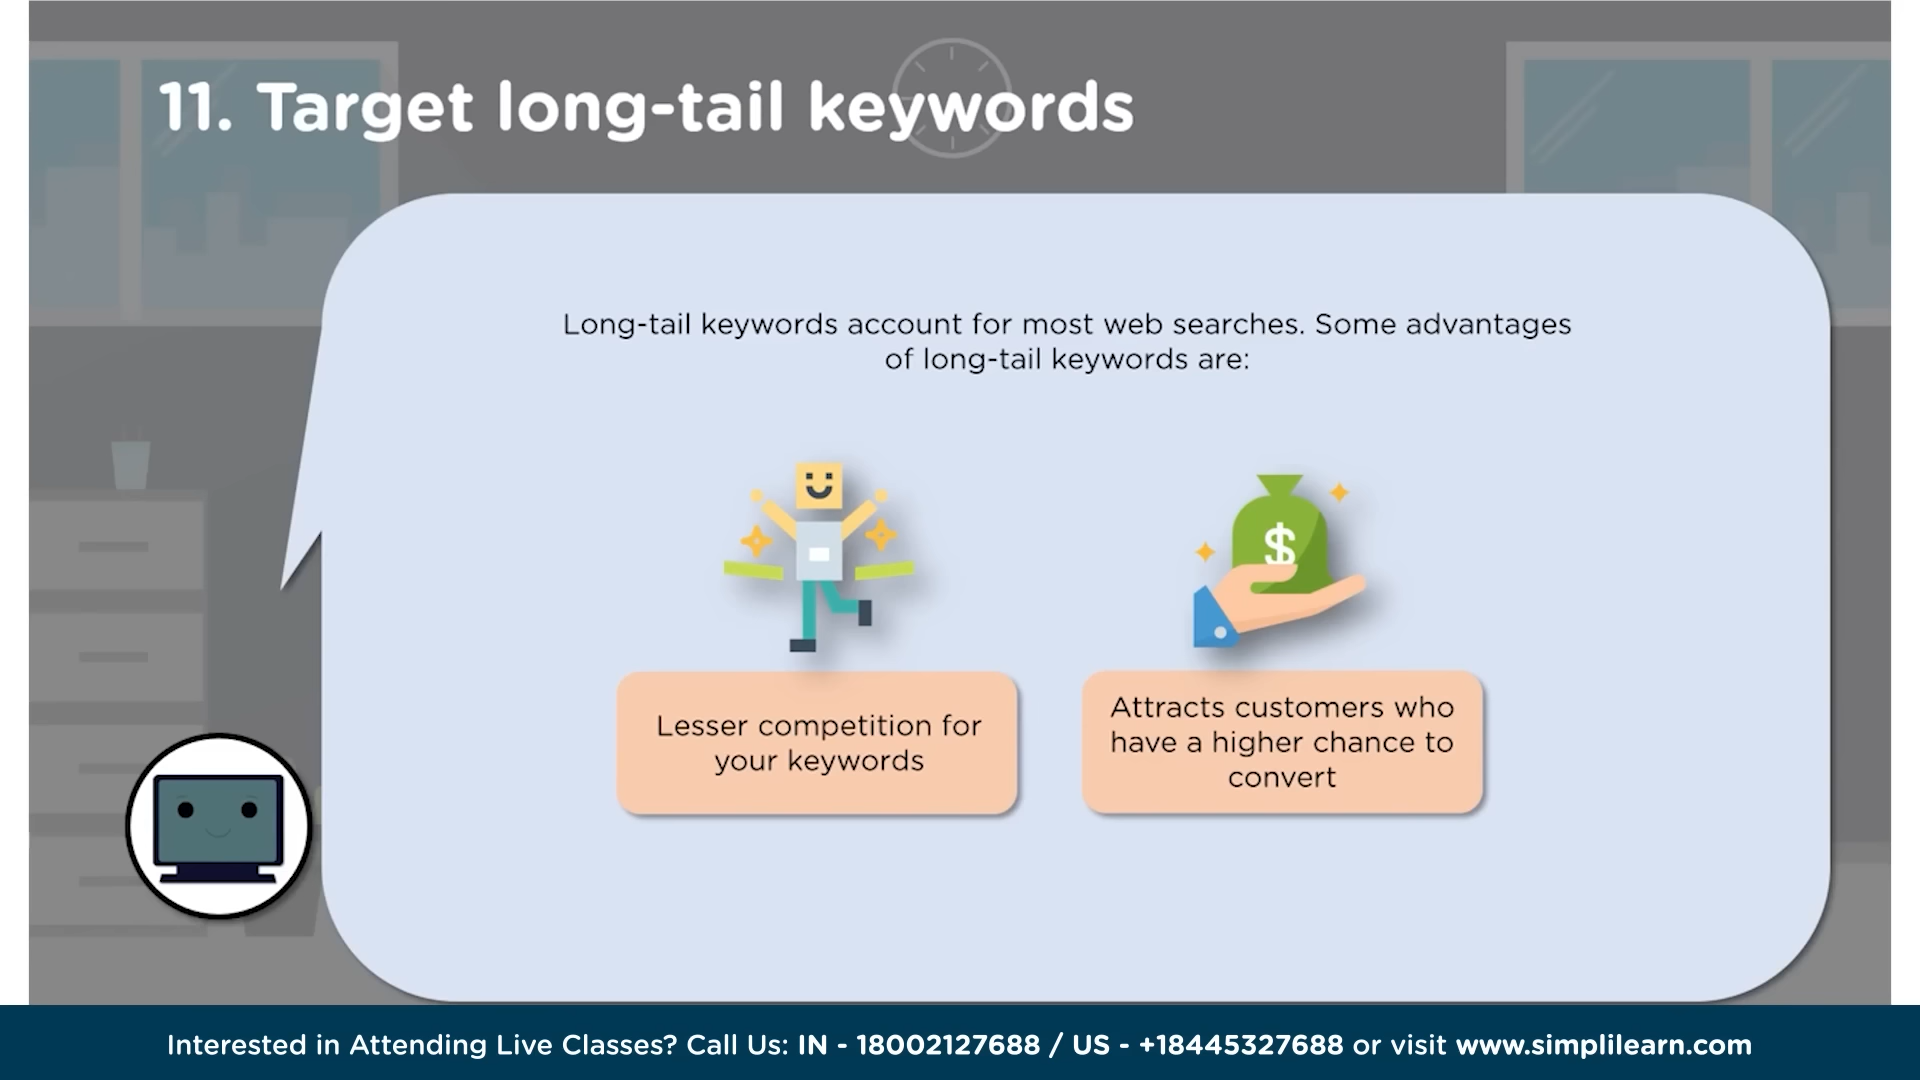 11. Target long-tail keywords
Long-tail keywords account for most web searches. Some advantages
of long-tail keywords are:
$
Lesser competition for
your keywords
Attracts customers who
have a higher chance to
convert
Interested in Attending Live Classes? Call Us: IN - 18002127688 / US - +18445327688 or visit www.simplilearn.com